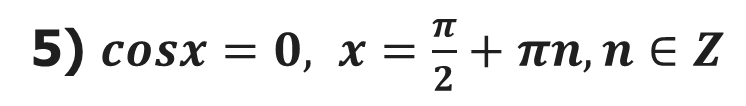 5) cosx = 0, x = π/2 + πn, n ∈ Z